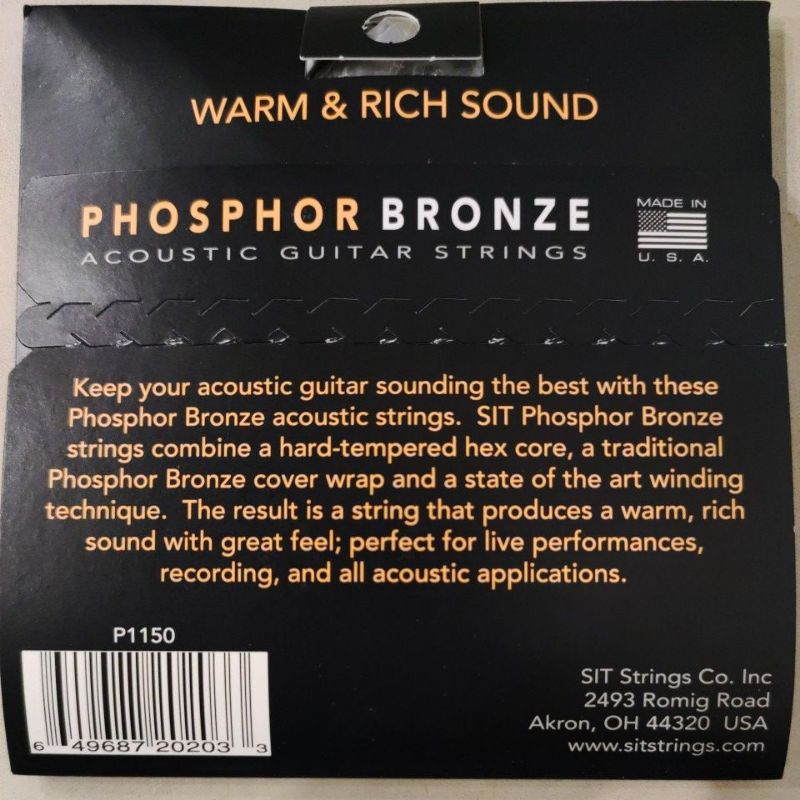 WARM & RICH SOUND
PHOSPHOR BRONZE
ACOUSTIC GUITAR STRINGS
MADE IN
U. S. A.
Keep your acoustic guitar sounding the best with these
Phosphor Bronze acoustic strings. SIT Phosphor Bronze
strings combine a hard-tempered hex core, a traditional
Phosphor Bronze cover wrap and a state of the art winding
technique. The result is a string that produces a warm, rich
sound with great feel; perfect for live performances,
recording, and all acoustic applications.
P1150
6 49687 20203 3
SIT Strings Co. Inc
2493 Romig Road
Akron, OH 44320 USA
www.sitstrings.com